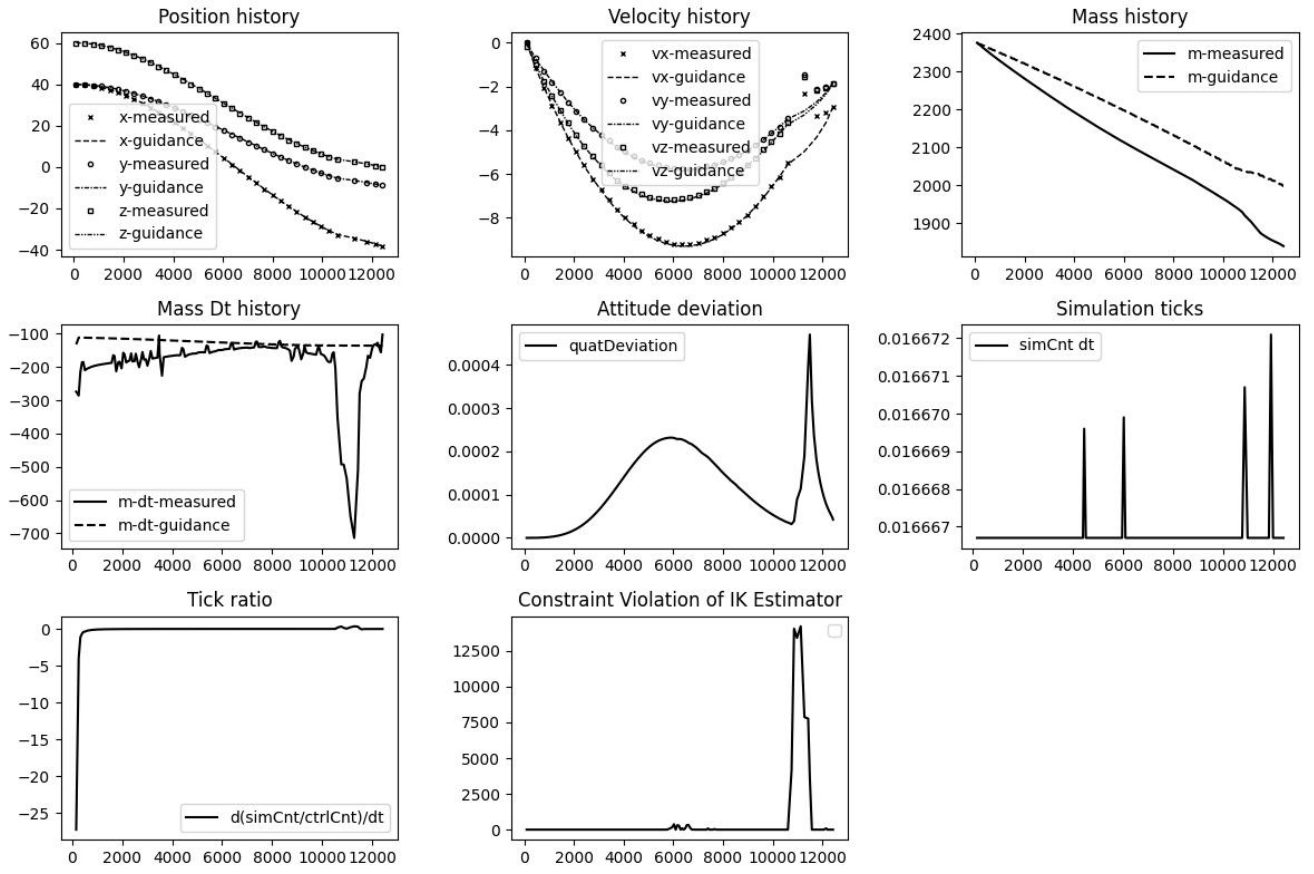 Position history
60
40
20
0
−20
−40
x-measured
x-guidance
y-measured
y-guidance
z-measured
z-guidance
0 2000 4000 6000 8000 10000 12000
Velocity history
0
−2
−4
−6
−8
vx-measured
vx-guidance
vy-measured
vy-guidance
vz-measured
vz-guidance
0 2000 4000 6000 8000 10000 12000
Mass history
2400
2300
2200
2100
2000
1900
m-measured
m-guidance
0 2000 4000 6000 8000 10000 12000
Mass Dt history
−100
−200
−300
−400
−500
−600
−700
m-dt-measured
m-dt-guidance
0 2000 4000 6000 8000 10000 12000
Attitude deviation
0.0004
0.0003
0.0002
0.0001
0.0000
quatDeviation
0 2000 4000 6000 8000 10000 12000
Simulation ticks
0.016672
0.016671
0.016670
0.016669
0.016668
0.016667
simCnt dt
0 2000 4000 6000 8000 10000 12000
Tick ratio
0
−5
−10
−15
−20
−25
d(simCnt/ctrlCnt)/dt
0 2000 4000 6000 8000 10000 12000
Constraint Violation of IK Estimator
12500
10000
7500
5000
2500
0
0 2000 4000 6000 8000 10000 12000